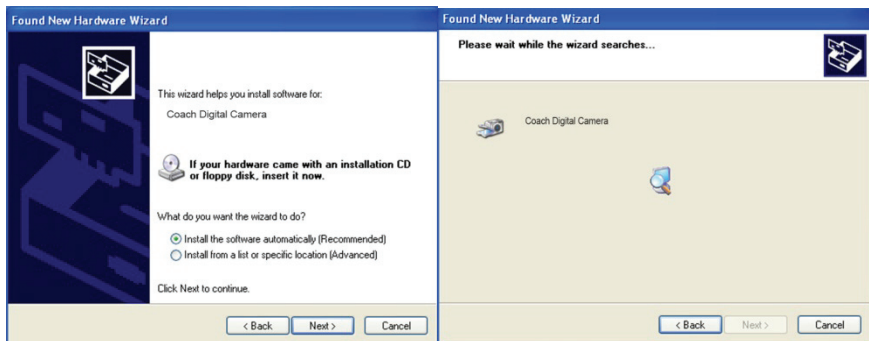 Found New Hardware Wizard
This wizard helps you install software for:
Coach Digital Camera
If your hardware came with an installation CD
or floppy disk, insert it now.
What do you want the wizard to do?
Install the software automatically (Recommended)
Install from a list or specific location (Advanced)
Click Next to continue.
< Back
Next >
Cancel
Found New Hardware Wizard
Please wait while the wizard searches...
Coach Digital Camera
< Back
Next >
Cancel